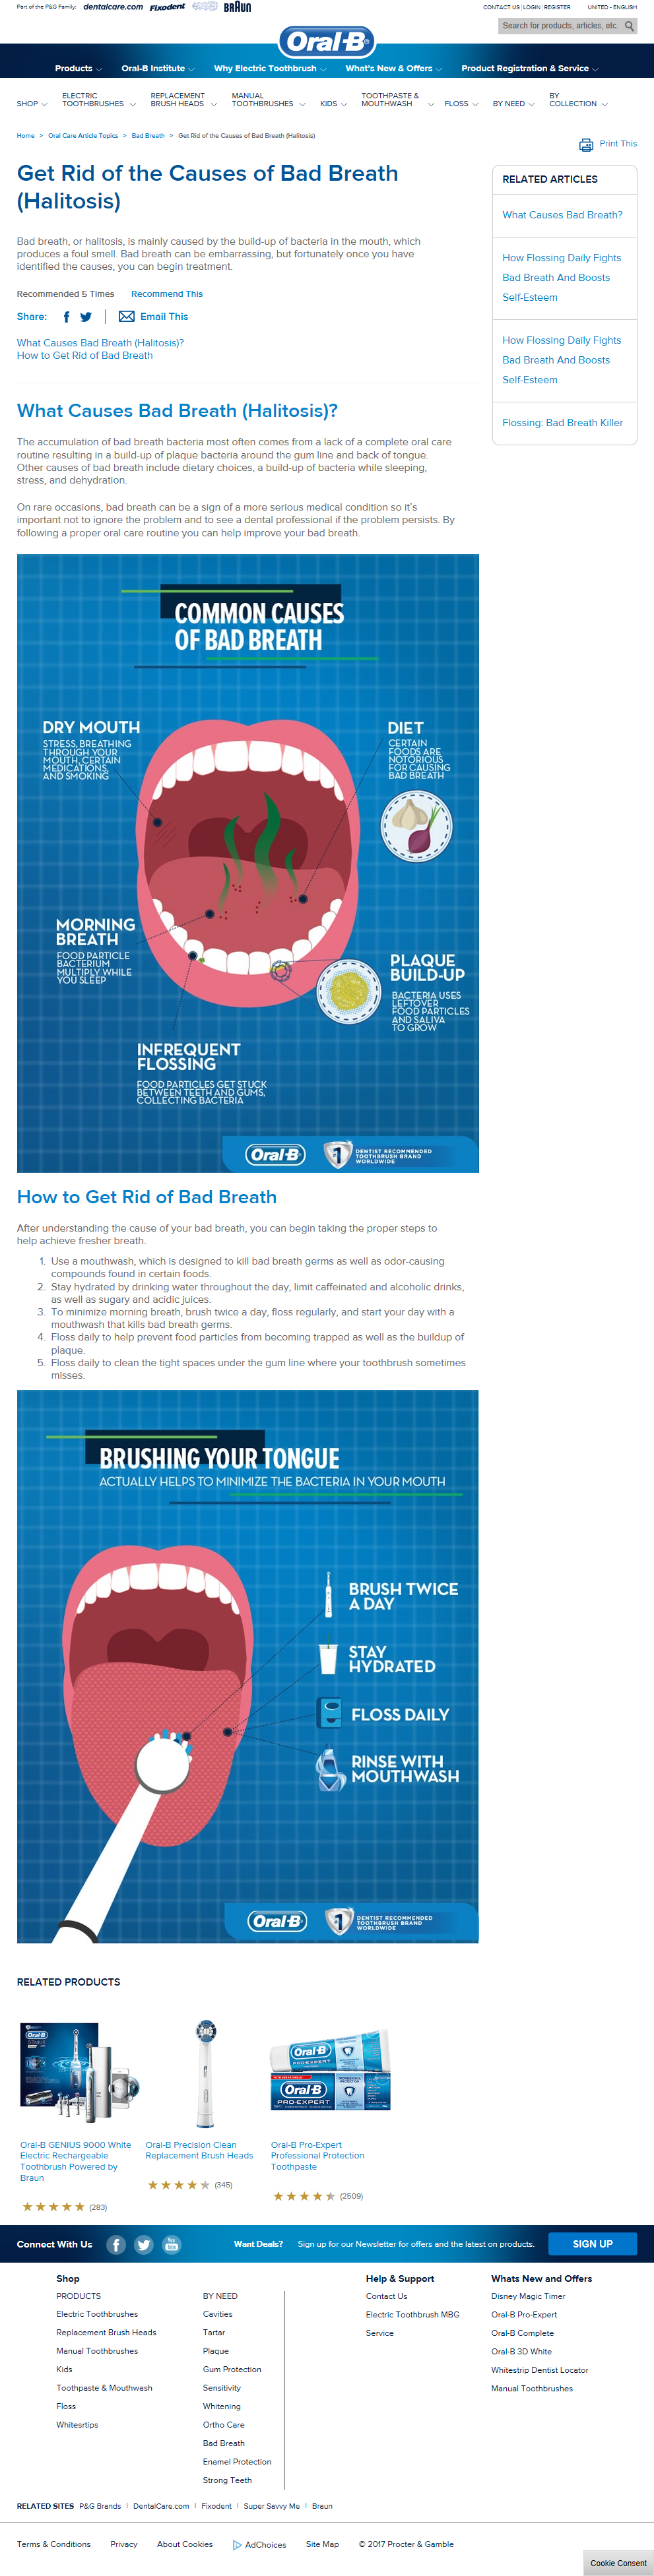 Part of the P&G Family: dentalcare.com Fixodent BRAUN
CONTACT US | LOGIN | REGISTER UNITED - ENGLISH
Search for products, articles, etc.
Oral-B
Products Oral-B Institute Why Electric Toothbrush What's New & Offers Product Registration & Service
SHOP ELECTRIC TOOTHBRUSHES REPLACEMENT BRUSH HEADS MANUAL TOOTHBRUSHES KIDS TOOTHPASTE & MOUTHWASH FLOSS BY NEED BY COLLECTION
Home > Oral Care Article Topics > Bad Breath > Get Rid of the Causes of Bad Breath (Halitosis)
Print This
Get Rid of the Causes of Bad Breath
(Halitosis)
Bad breath, or halitosis, is mainly caused by the build-up of bacteria in the mouth, which
produces a foul smell. Bad breath can be embarrassing, but fortunately once you have
identified the causes, you can begin treatment.
Recommended 5 Times Recommend This
Share: Email This
What Causes Bad Breath (Halitosis)?
How to Get Rid of Bad Breath
RELATED ARTICLES
What Causes Bad Breath?
How Flossing Daily Fights
Bad Breath And Boosts
Self-Esteem
How Flossing Daily Fights
Bad Breath And Boosts
Self-Esteem
Flossing: Bad Breath Killer
What Causes Bad Breath (Halitosis)?
The accumulation of bad breath bacteria most often comes from a lack of a complete oral care
routine resulting in a build-up of plaque bacteria around the gum line and back of tongue.
Other causes of bad breath include dietary choices, a build-up of bacteria while sleeping,
stress, and dehydration.
On rare occasions, bad breath can be a sign of a more serious medical condition so it's
important not to ignore the problem and to see a dental professional if the problem persists. By
following a proper oral care routine you can help improve your bad breath.
COMMON CAUSES
OF BAD BREATH
DRY MOUTH
STRESS, BREATHING
THROUGH YOUR
MOUTH, CERTAIN
MEDICATIONS,
AND SMOKING
DIET
CERTAIN
FOODS ARE
NOTORIOUS
FOR CAUSING
BAD BREATH
MORNING
BREATH
FOOD PARTICLE
BACTERIUM
MULTIPLY WHILE
YOU SLEEP
PLAQUE
BUILD-UP
BACTERIA USES
LEFTOVER
FOOD PARTICLES
AND SALIVA
TO GROW
INFREQUENT
FLOSSING
FOOD PARTICLES GET STUCK
BETWEEN TEETH AND GUMS,
COLLECTING BACTERIA
Oral-B 1 DENTIST RECOMMENDED
TOOTHBRUSH BRAND
WORLDWIDE
How to Get Rid of Bad Breath
After understanding the cause of your bad breath, you can begin taking the proper steps to
help achieve fresher breath.
1. Use a mouthwash, which is designed to kill bad breath germs as well as odor-causing
compounds found in certain foods.
2. Stay hydrated by drinking water throughout the day, limit caffeinated and alcoholic drinks,
as well as sugary and acidic juices.
3. To minimize morning breath, brush twice a day, floss regularly, and start your day with a
mouthwash that kills bad breath germs.
4. Floss daily to help prevent food particles from becoming trapped as well as the buildup of
plaque.
5. Floss daily to clean the tight spaces under the gum line where your toothbrush sometimes
misses.
BRUSHING YOUR TONGUE
ACTUALLY HELPS TO MINIMIZE THE BACTERIA IN YOUR MOUTH
BRUSH TWICE
A DAY
STAY
HYDRATED
FLOSS DAILY
RINSE WITH
MOUTHWASH
Oral-B 1 DENTIST RECOMMENDED
TOOTHBRUSH BRAND
WORLDWIDE
RELATED PRODUCTS
Oral-B GENIUS
Oral-B PRO-EXPERT
Oral-B PRO-EXPERT
Oral-B GENIUS 9000 White
Electric Rechargeable
Toothbrush Powered by
Braun
(283)
Oral-B Precision Clean
Replacement Brush Heads
(345)
Oral-B Pro-Expert
Professional Protection
Toothpaste
(2509)
Connect With Us You Tube Want Deals? Sign up for our Newsletter for offers and the latest on products. SIGN UP
Shop
PRODUCTS
Electric Toothbrushes
Replacement Brush Heads
Manual Toothbrushes
Kids
Toothpaste & Mouthwash
Floss
Whitesrtips
BY NEED
Cavities
Tartar
Plaque
Gum Protection
Sensitivity
Whitening
Ortho Care
Bad Breath
Enamel Protection
Strong Teeth
Help & Support
Contact Us
Electric Toothbrush MBG
Service
Whats New and Offers
Disney Magic Timer
Oral-B Pro-Expert
Oral-B Complete
Oral-B 3D White
Whitestrip Dentist Locator
Manual Toothbrushes
RELATED SITES P&G Brands | DentalCare.com | Fixodent | Super Savvy Me | Braun
Terms & Conditions Privacy About Cookies AdChoices Site Map © 2017 Procter & Gamble
Cookie Consent